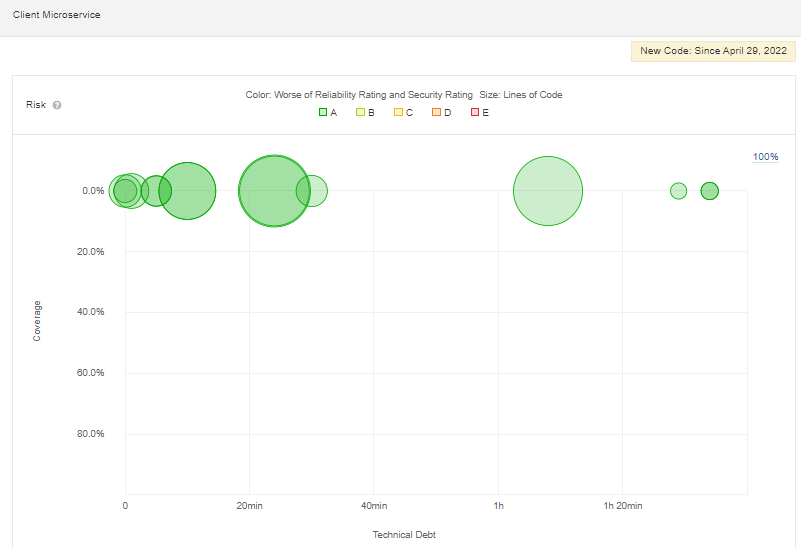 Client Microservice
New Code: Since April 29, 2022
Color: Worse of Reliability Rating and Security Rating Size: Lines of Code
Risk ?
A B C D E
100%
0.0%
20.0%
40.0%
60.0%
80.0%
Coverage
0 20min 40min 1h 1h 20min
Technical Debt